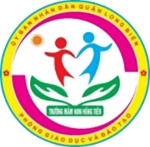 ỦY BAN NHÂN DÂN QUẬN LONG BIÊN
TRƯỜNG MẦM NON HỒNG TIẾN
PHÒNG GIÁO DỤC VÀ ĐÀO TẠO